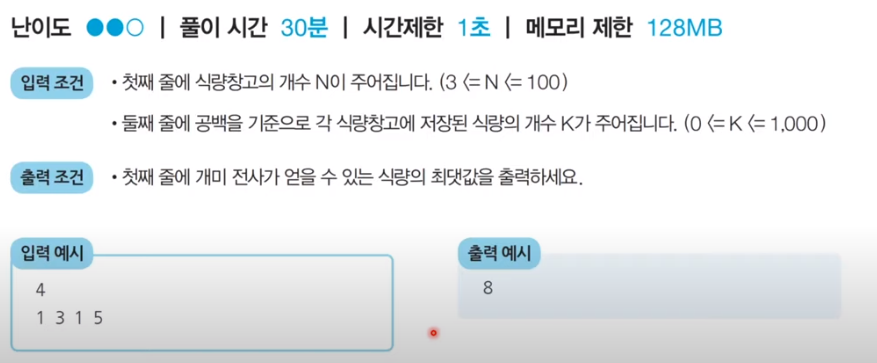 난이도 ●●○ | 풀이 시간 30분 | 시간제한 1초 | 메모리 제한 128MB
입력 조건 • 첫째 줄에 식량창고의 개수 N이 주어집니다. (3 <= N <= 100)
• 둘째 줄에 공백을 기준으로 각 식량창고에 저장된 식량의 개수 K가 주어집니다. (0 <= K <= 1,000)
출력 조건 • 첫째 줄에 개미 전사가 얻을 수 있는 식량의 최댓값을 출력하세요.
입력 예시
4
1 3 1 5
출력 예시
8